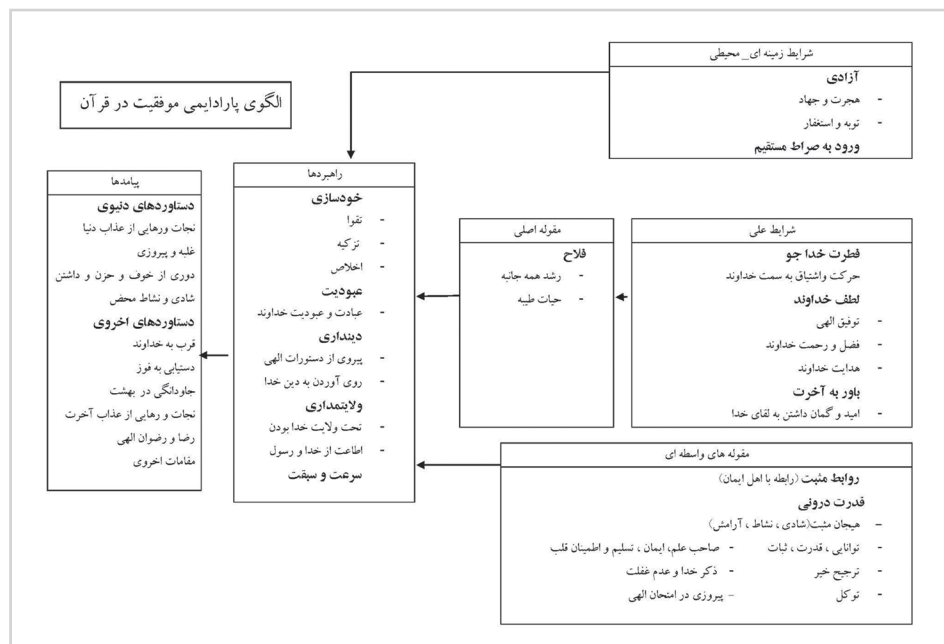 الگوی پارادایمی موفقیت در قرآن
شرایط زمینه ای_ محیطی
آزادی
- هجرت و جهاد
- توبه و استغفار
ورود به صراط مستقیم
شرایط علی
فطرت خدا جو
حرکت واشتیاق به سمت خداوند
لطف خداوند
- توفیق الهی
- فضل و رحمت خداوند
- هدایت خداوند
باور به آخرت
- امید و گمان داشتن به لقای خدا
مقوله اصلی
فلاح
- رشد همه جانبه
- حیات طیبه
مقوله های واسطه ای
روابط مثبت (رابطه با اهل ایمان)
قدرت درونی
– هیجان مثبت(شادی ، نشاط ، آرامش)
- توانایی ، قدرت ، ثبات - صاحب علم، ایمان ، تسلیم و اطمینان قلب
- ترجیح خیر - ذکر خدا و عدم غفلت
- توکل – پیروزی در امتحان الهی
راهبردها
خودسازی
- تقوا
- تزکیه
- اخلاص
عبودیت
- عبادت و عبودیت خداوند
دینداری
- پیروی از دستورات الهی
- روی آوردن به دین خدا
ولایتمداری
- تحت ولایت خدا بودن
- اطاعت از خدا و رسول
سرعت و سبقت
پیامدها
دستاوردهای دنیوی
نجات ورهایی از عذاب دنیا
غلبه و پیروزی
دوری از خوف و حزن و داشتن
شادی و نشاط محض
دستاوردهای اخروی
قرب به خداوند
دستیابی به فوز
جاودانگی در بهشت
نجات و رهایی از عذاب آخرت
رضا و رضوان الهی
مقامات اخروی